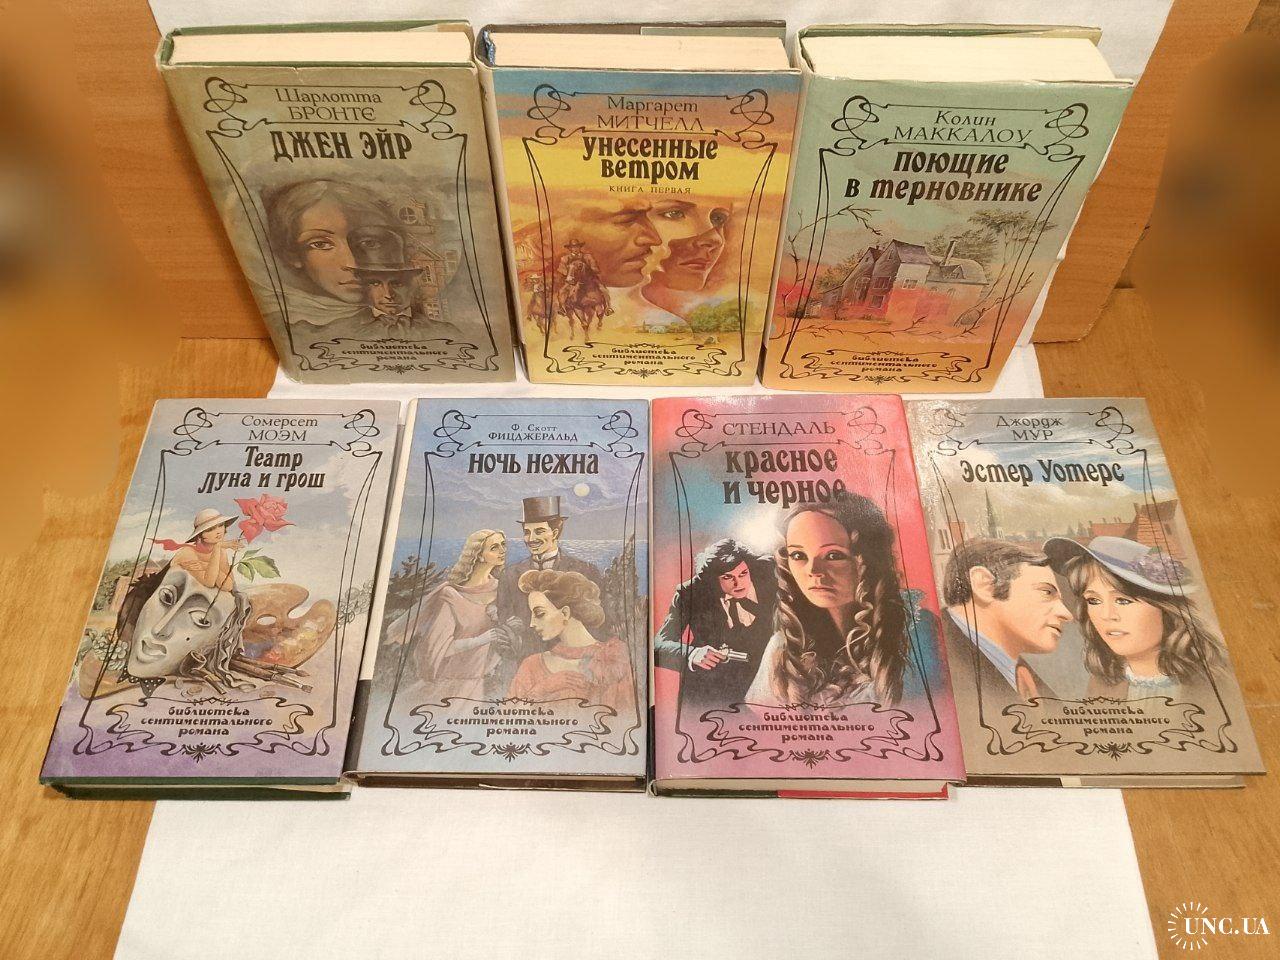 Шарлотта
БРОНТЄ
ДЖЕН ЭЙР
библиотека
сентиментального
романа
Маргарет
МИТЧЕЛЛ
УНЕСЕННЫЕ
ВЕТРОМ
КНИГА ПЕРВАЯ
библиотека
сентиментального
романа
Колин
МАККАЛОУ
ПОЮЩИЕ
В ТЕРНОВНИКЕ
библиотека
сентиментального
романа
Сомерсет
МОЭМ
Театр
Луна и грош
библиотека
сентиментального
романа
Ф. Скотт
ФИЦДЖЕРАЛЬД
НОЧЬ НЕЖНА
библиотека
сентиментального
романа
СТЕНДАЛЬ
красное
и черное
библиотека
сентиментального
романа
Джордж
МУР
Эстер Уотерс
библиотека
сентиментального
романа
UNC.UA